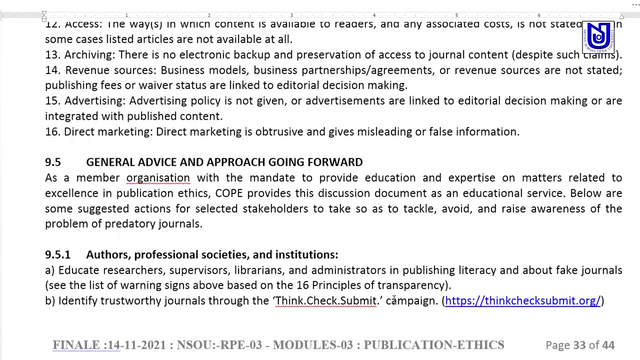 12. Access: The way(s) in which content is available to readers, and any associated costs, is not stated
some cases listed articles are not available at all.
13. Archiving: There is no electronic backup and preservation of access to journal content (despite such claims).
14. Revenue sources: Business models, business partnerships/agreements, or revenue sources are not stated;
publishing fees or waiver status are linked to editorial decision making.
15. Advertising: Advertising policy is not given, or advertisements are linked to editorial decision making or are
integrated with published content.
16. Direct marketing: Direct marketing is obtrusive and gives misleading or false information.
9.5 GENERAL ADVICE AND APPROACH GOING FORWARD
As a member organisation with the mandate to provide education and expertise on matters related to
excellence in publication ethics, COPE provides this discussion document as an educational service. Below are
some suggested actions for selected stakeholders to take so as to tackle, avoid, and raise awareness of the
problem of predatory journals.
9.5.1 Authors, professional societies, and institutions:
a) Educate researchers, supervisors, librarians, and administrators in publishing literacy and about fake journals
(see the list of warning signs above based on the 16 Principles of transparency).
b) Identify trustworthy journals through the ‘Think.Check.Submit.’ campaign. (https://thinkchecksubmit.org/)
FINALE :14-11-2021 : NSOU:-RPE-03 - MODULES-03 : PUBLICATION-ETHICS Page 33 of 44